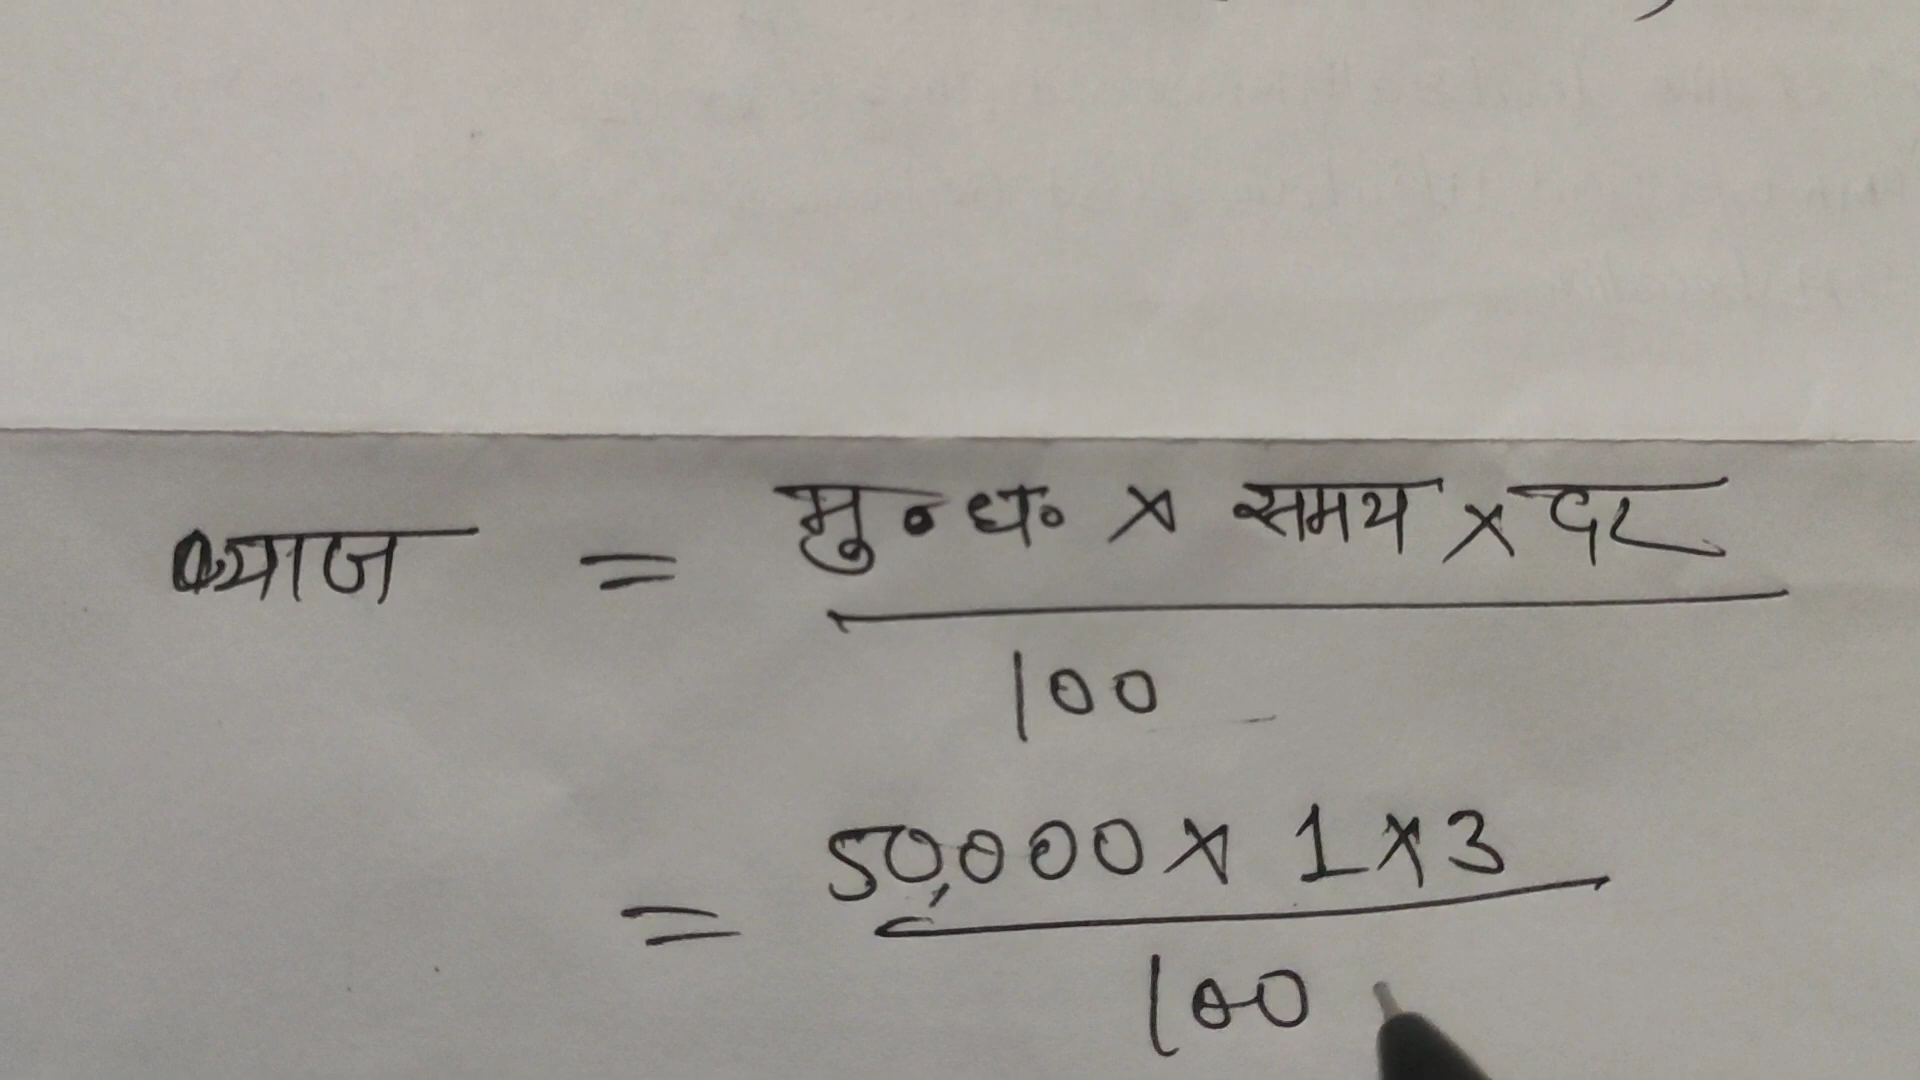 ब्याज = मु॰ध॰ × समय × दर
100
= 50,000 × 1 × 3
100